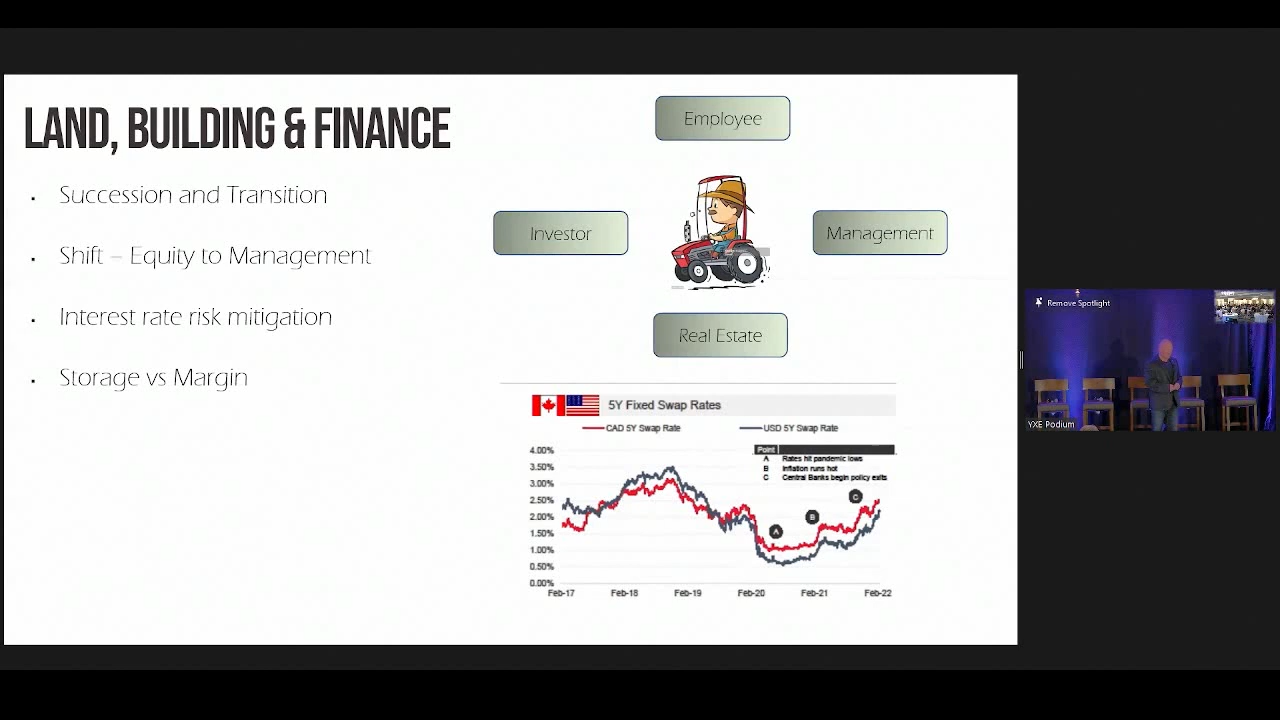 LAND, BUILDING & FINANCE
Succession and Transition
Shift – Equity to Management
Interest rate risk mitigation
Storage vs Margin
Employee
Investor
Management
Real Estate
5Y Fixed Swap Rates
CAD 5Y Swap Rate
USD 5Y Swap Rate
Point
A Rates hit pandemic lows
B Inflation runs hot
C Central Banks begin policy exits
4.00%
3.50%
3.00%
2.50%
2.00%
1.50%
1.00%
0.50%
0.00%
A
B
C
Feb-17 Feb-18 Feb-19 Feb-20 Feb-21 Feb-22
Remove Spotlight
YXE Podium